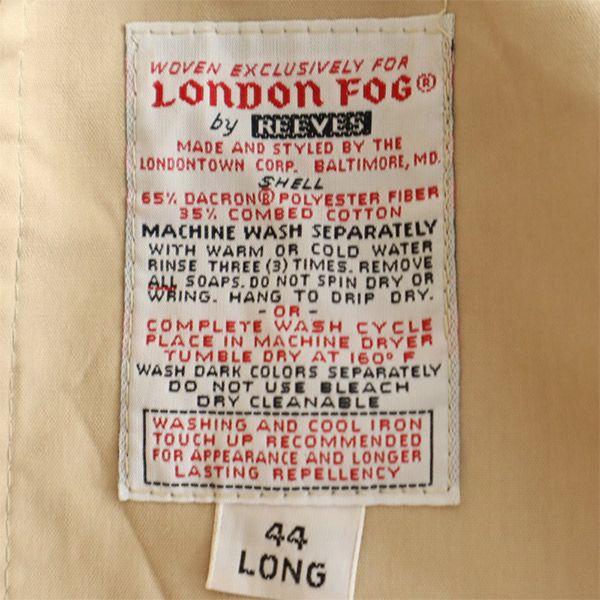 WOVEN EXCLUSIVELY FOR
LONDON FOG®
by REEVES
MADE AND STYLED BY THE
LONDONTOWN CORP. BALTIMORE, MD.
SHELL
65% DACRON® POLYESTER FIBER
35% COMBED COTTON
MACHINE WASH SEPARATELY
WITH WARM OR COLD WATER
RINSE THREE (3) TIMES. REMOVE
ALL SOAPS. DO NOT SPIN DRY OR
WRING. HANG TO DRIP DRY.
-OR-
COMPLETE WASH CYCLE
PLACE IN MACHINE DRYER
TUMBLE DRY AT 160° F
WASH DARK COLORS SEPARATELY
DO NOT USE BLEACH
DRY CLEANABLE
WASHING AND COOL IRON
TOUCH UP RECOMMENDED
FOR APPEARANCE AND LONGER
LASTING REPELLENCY
44
LONG